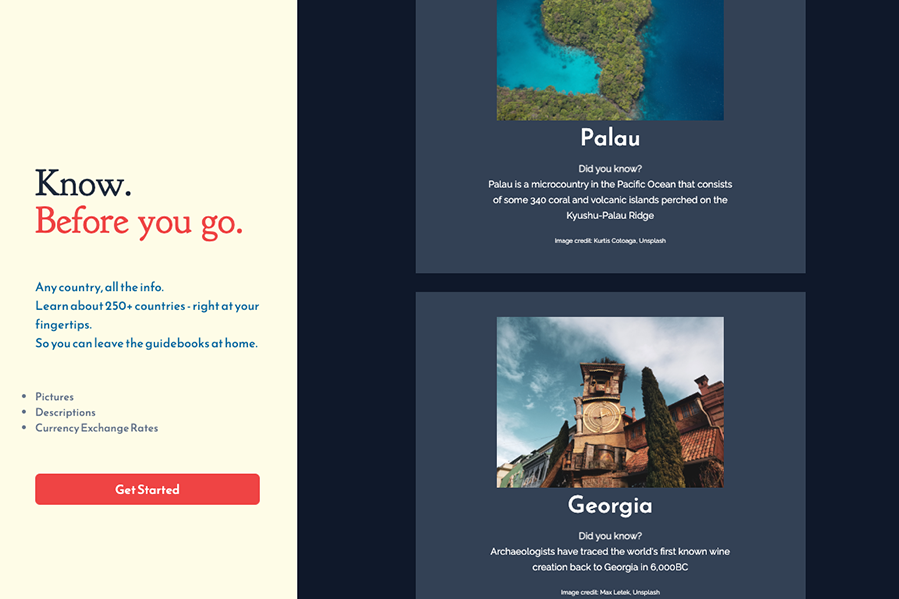 Know.
Before you go.
Any country, all the info.
Learn about 250+ countries - right at your
fingertips.
So you can leave the guidebooks at home.
Pictures
Descriptions
Currency Exchange Rates
Get Started
Palau
Did you know?
Palau is a microcountry in the Pacific Ocean that consists
of some 340 coral and volcanic islands perched on the
Kyushu-Palau Ridge
Image credit: Kurtis Cotoaga, Unsplash
Georgia
Did you know?
Archaeologists have traced the world's first known wine
creation back to Georgia in 6,000BC
Image credit: Max Letek, Unsplash